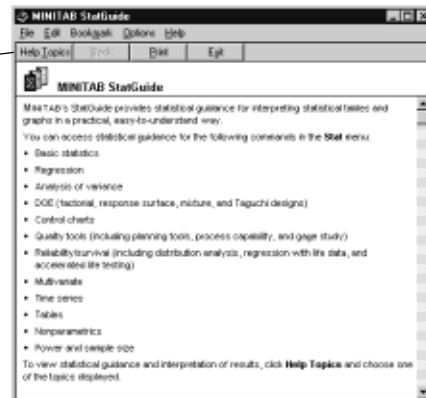 MINITAB StatGuide
File Edit Bookmark Options Help
Help Topics Back Print Exit
MINITAB StatGuide
MINITAB's StatGuide provides statistical guidance for interpreting statistical tables and
graphs in a practical, easy-to-understand way.
You can access statistical guidance for the following commands in the Stat menu:
• Basic statistics
• Regression
• Analysis of variance
• DOE (factorial, response surface, mixture, and Taguchi designs)
• Control charts
• Quality tools (including planning tools, process capability, and gage study)
• Reliability/survival (including distribution analysis, regression with life data, and
accelerated life testing)
• Multivariate
• Time series
• Tables
• Nonparametrics
• Power and sample size
To view statistical guidance and interpretation of results, click Help Topics and choose one
of the topics displayed.